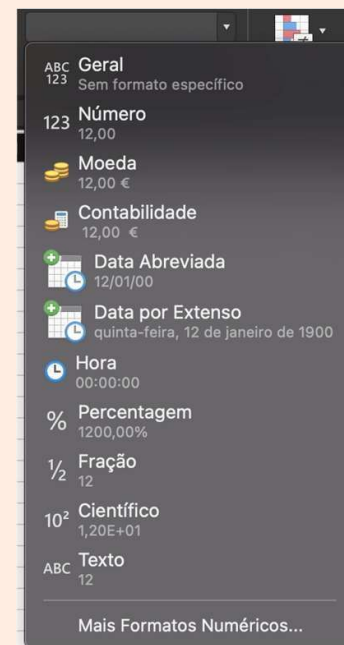 ABC
123
Geral
Sem formato específico
123
Número
12,00
Moeda
12,00 €
Contabilidade
12,00 €
Data Abreviada
12/01/00
Data por Extenso
quinta-feira, 12 de janeiro de 1900
Hora
00:00:00
%
Percentagem
1200,00%
½
Fração
12
10²
Científico
1,20E+01
ABC
Texto
12
Mais Formatos Numéricos...